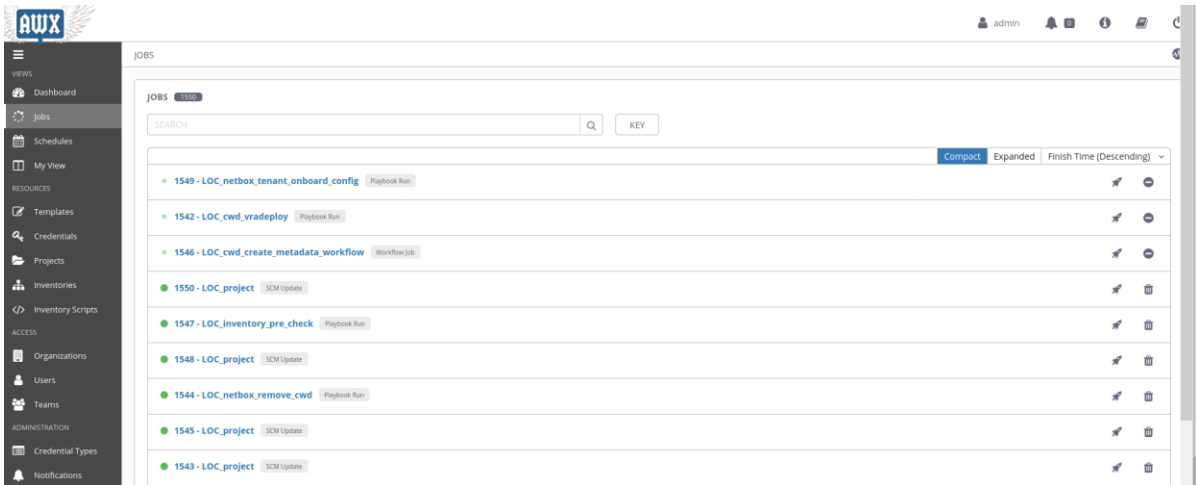 AWX
admin
0
VIEWS
Dashboard
Jobs
Schedules
My View
RESOURCES
Templates
Credentials
Projects
Inventories
Inventory Scripts
ACCESS
Organizations
Users
Teams
ADMINISTRATION
Credential Types
Notifications
JOBS
JOBS 1550
SEARCH
KEY
Compact Expanded Finish Time (Descending)
1549 - LOC_netbox_tenant_onboard_config Playbook Run
1542 - LOC_cwd_vradeploy Playbook Run
1546 - LOC_cwd_create_metadata_workflow Workflow Job
1550 - LOC_project SCM Update
1547 - LOC_inventory_pre_check Playbook Run
1548 - LOC_project SCM Update
1544 - LOC_netbox_remove_cwd Playbook Run
1545 - LOC_project SCM Update
1543 - LOC_project SCM Update